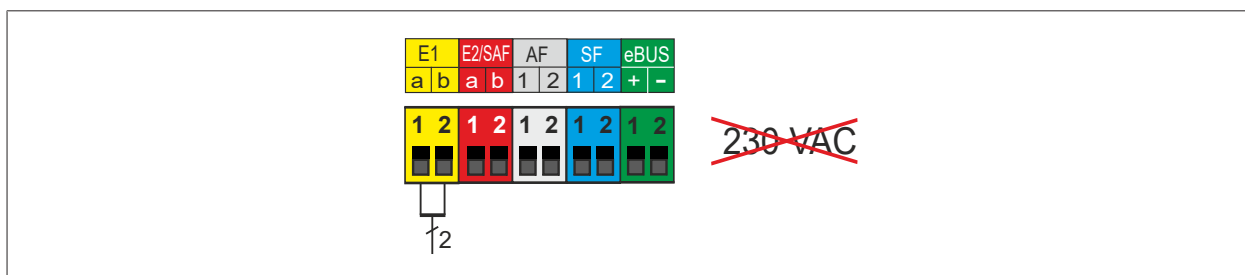 E1 E2/SAF AF SF eBUS
a b a b 1 2 1 2 + -
1 2 1 2 1 2 1 2 1 2
230 VAC
2